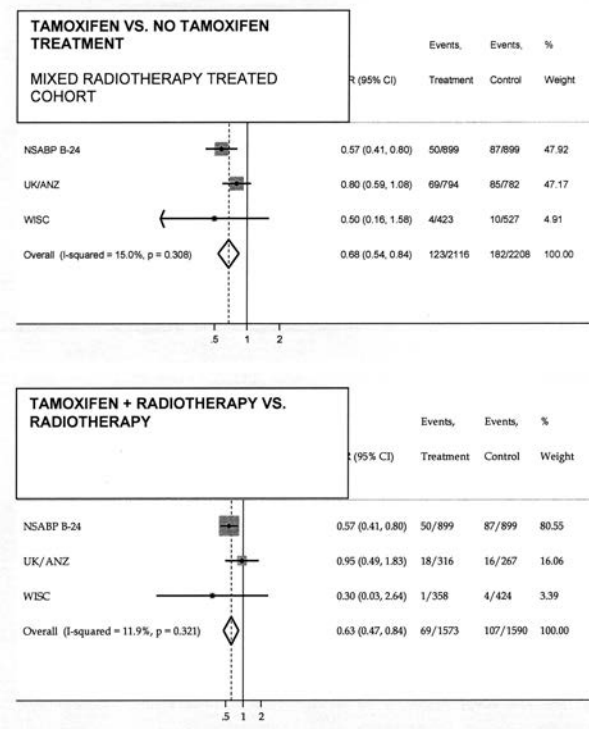 TAMOXIFEN VS. NO TAMOXIFEN
TREATMENT
MIXED RADIOTHERAPY TREATED
COHORT
Events, Events, %
R (95% CI) Treatment Control Weight
NSABP B-24 0.57 (0.41, 0.80) 50/899 87/899 47.92
UK/ANZ 0.80 (0.59, 1.08) 69/794 85/782 47.17
WISC 0.50 (0.16, 1.58) 4/423 10/527 4.91
Overall (I-squared = 15.0%, p = 0.308) 0.68 (0.54, 0.84) 123/2116 182/2208 100.00
.5 1 2
TAMOXIFEN + RADIOTHERAPY VS.
RADIOTHERAPY
Events, Events, %
(95% CI) Treatment Control Weight
NSABP B-24 0.57 (0.41, 0.80) 50/899 87/899 80.55
UK/ANZ 0.95 (0.49, 1.83) 18/316 16/267 16.06
WISC 0.30 (0.03, 2.64) 1/358 4/424 3.39
Overall (I-squared = 11.9%, p = 0.321) 0.63 (0.47, 0.84) 69/1573 107/1590 100.00
.5 1 2